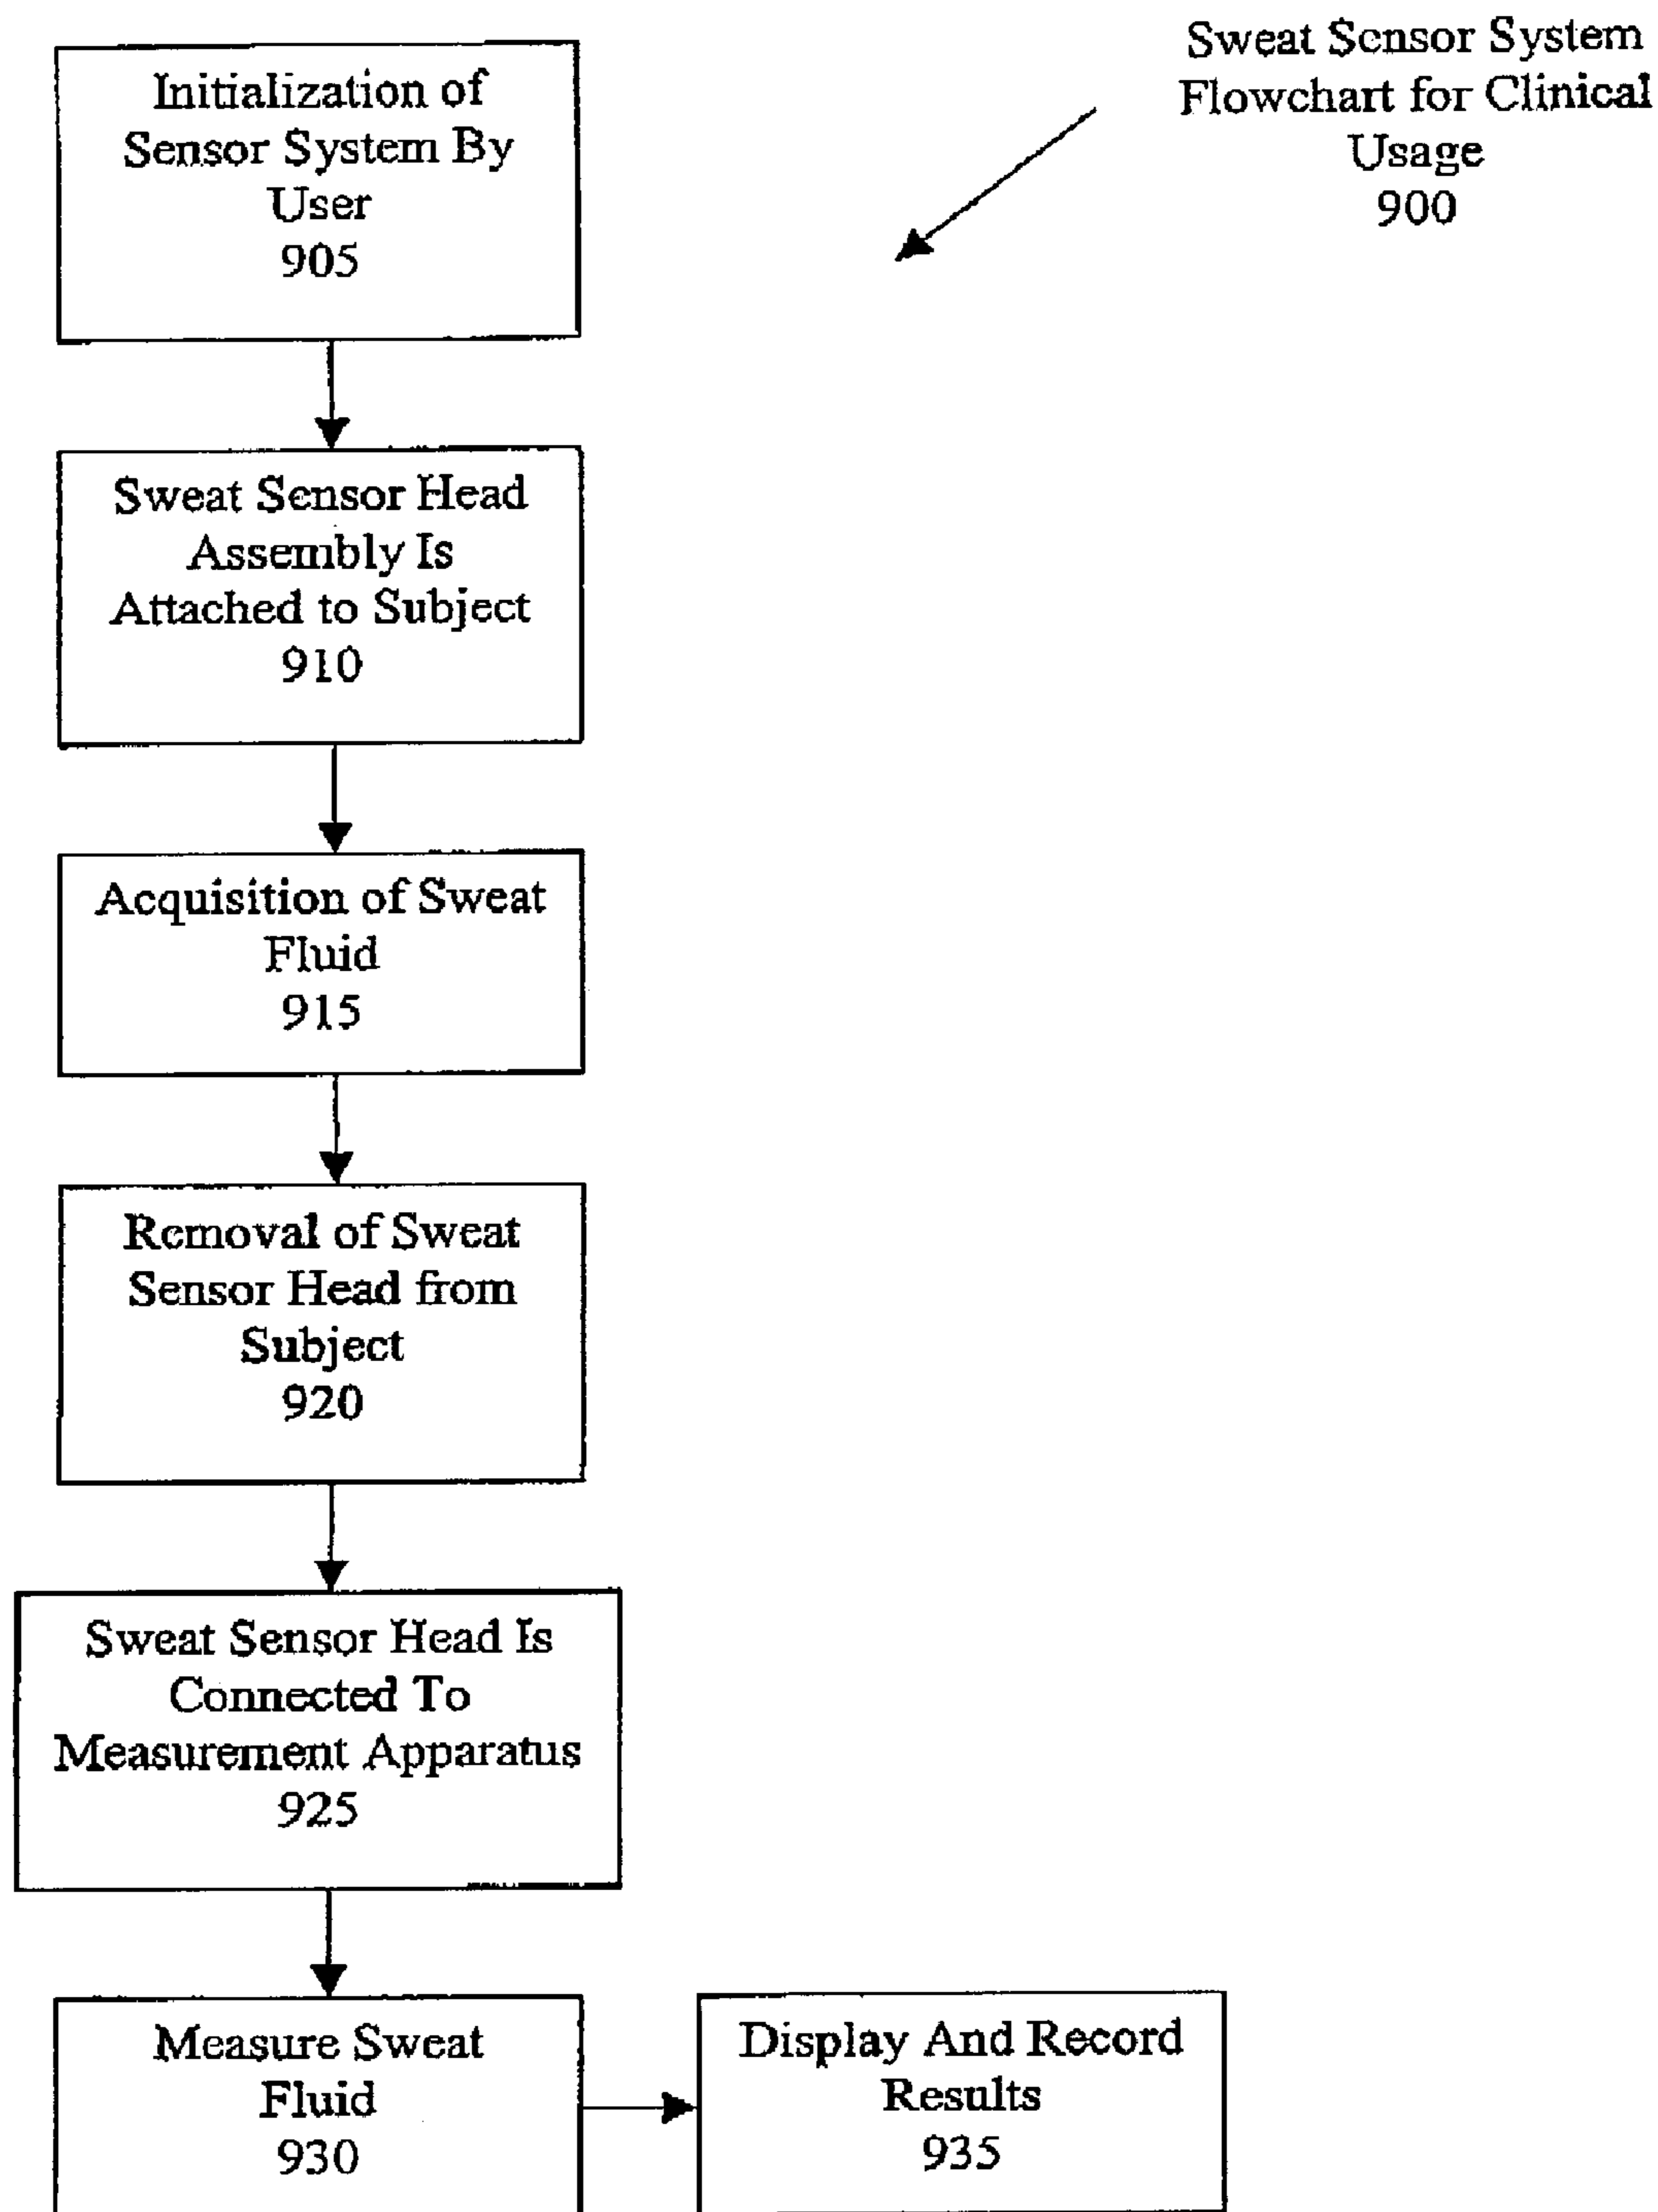 Sweat Sensor System
Flowchart for Clinical
Usage
900
Initialization of
Sensor System By
User
905
Sweat Sensor Head
Assembly Is
Attached to Subject
910
Acquisition of Sweat
Fluid
915
Removal of Sweat
Sensor Head from
Subject
920
Sweat Sensor Head Is
Connected To
Measurement Apparatus
925
Measure Sweat
Fluid
930
Display And Record
Results
935